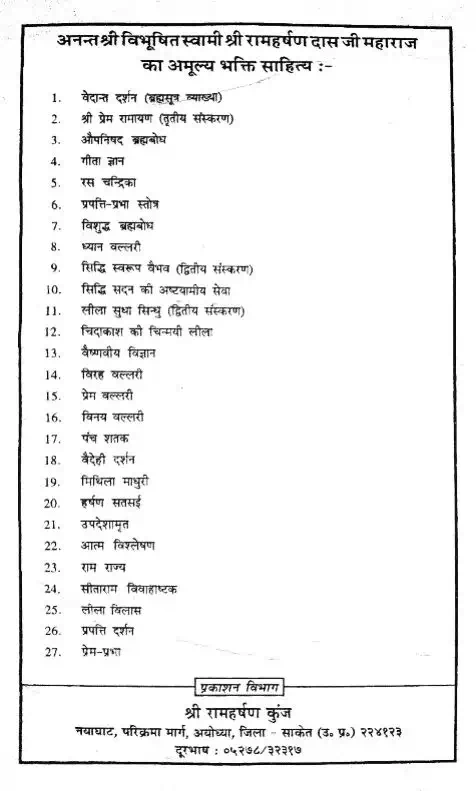 अनन्तश्री विभूषित स्वामी श्री रामहर्षण दास जी महाराज
का अमूल्य भक्ति साहित्य :-
1. वेदान्त दर्शन (ब्रह्मसूत्र व्याख्या)
2. श्री प्रेम रामायण (तृतीय संस्करण)
3. औपनिषद ब्रह्मबोध
4. गीता ज्ञान
5. रस चन्द्रिका
6. प्रपत्ति-प्रभा स्तोत्र
7. विशुद्ध ब्रह्मबोध
8. ध्यान वल्लरी
9. सिद्धि स्वरूप वैभव (द्वितीय संस्करण)
10. सिद्धि सदन की अष्टयामीय सेवा
11. लीला सुधा सिन्धु (द्वितीय संस्करण)
12. चिदाकाश की चिन्मयी लीला
13. वैष्णवीय विज्ञान
14. विरह वल्लरी
15. प्रेम वल्लरी
16. विनय वल्लरी
17. पंच शतक
18. वैदेही दर्शन
19. मिथिला माधुरी
20. हर्षण सतसई
21. उपदेशामृत
22. आत्म विश्लेषण
23. राम राज्य
24. सीताराम विवाहाष्टक
25. लीला विलास
26. प्रपत्ति दर्शन
27. प्रेम-प्रभा
प्रकाशन विभाग
श्री रामहर्षण कुंज
नयाघाट, परिक्रमा मार्ग, अयोध्या, जिला - साकेत (उ० प्र०) २२४१२३
दूरभाष : ०५२७८/३२३१७